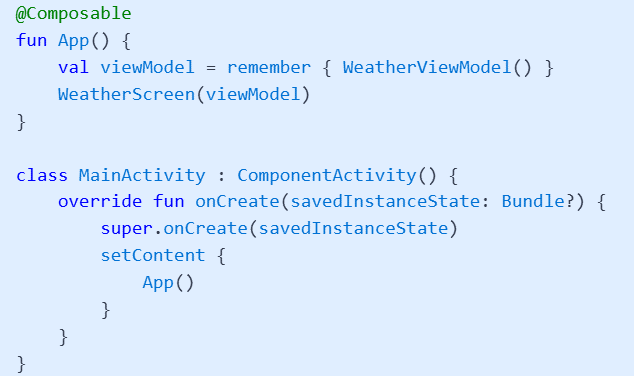 @Composable
fun App() {
    val viewModel = remember { WeatherViewModel() }
    WeatherScreen(viewModel)
}

class MainActivity : ComponentActivity() {
    override fun onCreate(savedInstanceState: Bundle?) {
        super.onCreate(savedInstanceState)
        setContent {
            App()
        }
    }
}